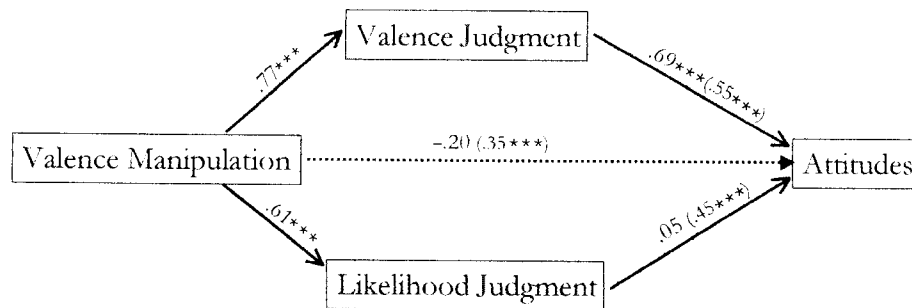 Valence Judgment
.77***
.69***(.55***)
Valence Manipulation
-.20 (.35***)
Attitudes
.61***
.05 (.45***)
Likelihood Judgment